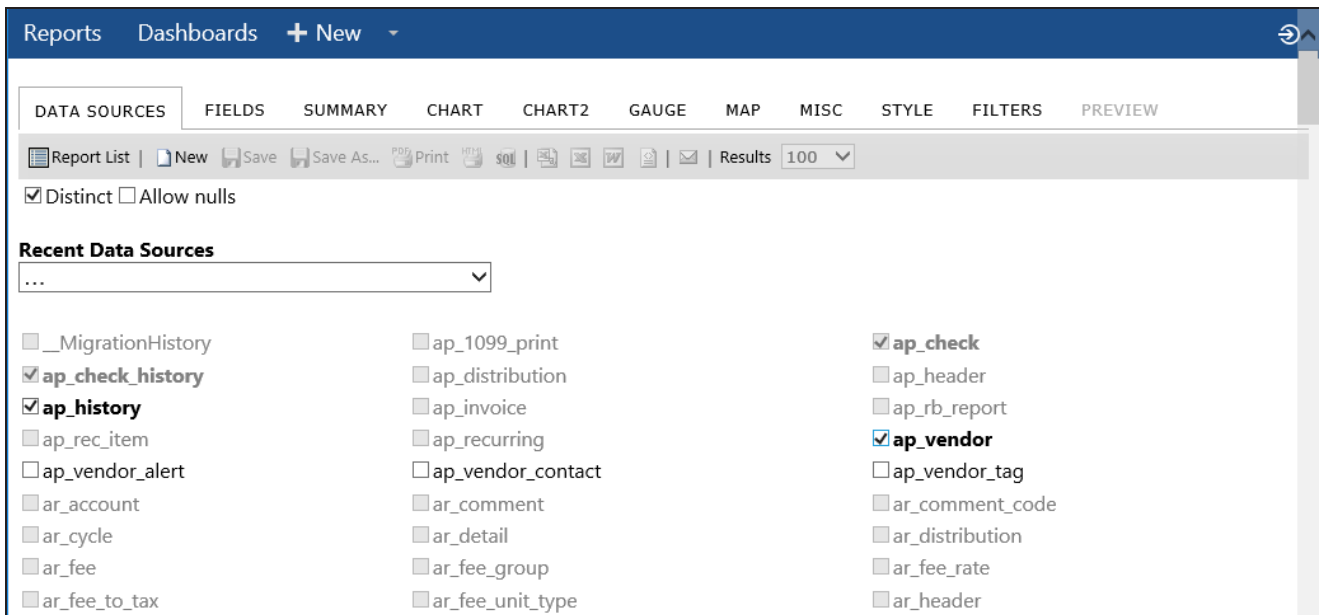 Reports Dashboards + New
DATA SOURCES FIELDS SUMMARY CHART CHART2 GAUGE MAP MISC STYLE FILTERS PREVIEW
Report List | New Save Save As... PDF Print HTML SQL | W | | Results 100
Distinct Allow nulls
Recent Data Sources
...
__MigrationHistory ap_1099_print ap_check
ap_check_history ap_distribution ap_header
ap_history ap_invoice ap_rb_report
ap_rec_item ap_recurring ap_vendor
ap_vendor_alert ap_vendor_contact ap_vendor_tag
ar_account ar_comment ar_comment_code
ar_cycle ar_detail ar_distribution
ar_fee ar_fee_group ar_fee_rate
ar_fee_to_tax ar_fee_unit_type ar_header